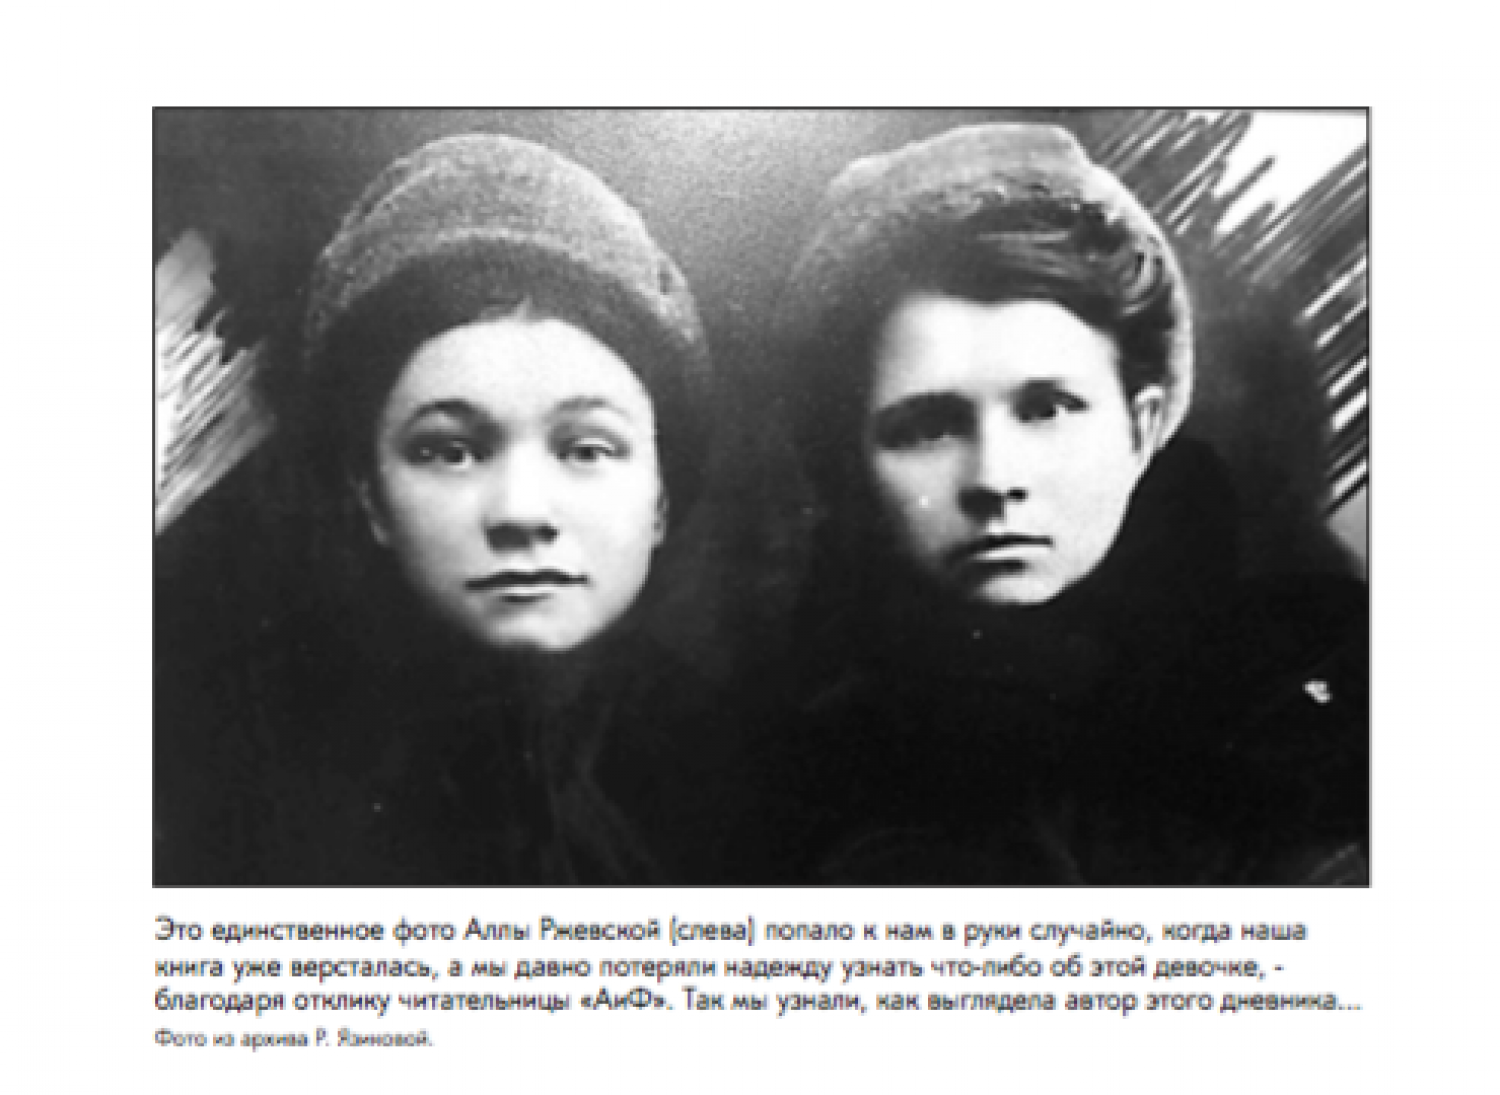 Это единственное фото Аллы Ржевской (слева) попало к нам в руки случайно, когда наша
книга уже версталась, а мы давно потеряли надежду узнать что-либо об этой девочке, -
благодаря отклику читательницы «АиФ». Так мы узнали, как выглядела автор этого дневника...
Фото из архива Р. Язиковой.